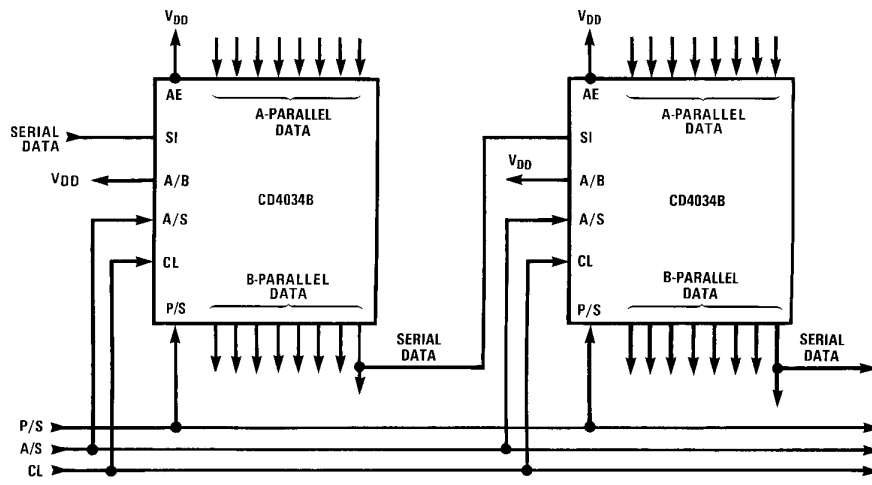 VDD
VDD
AE
A-PARALLEL
DATA
SERIAL
DATA
SI
VDD
A/B
CD4034B
A/S
CL
B-PARALLEL
DATA
P/S
SERIAL
DATA
AE
A-PARALLEL
DATA
SI
VDD
A/B
CD4034B
A/S
CL
B-PARALLEL
DATA
P/S
SERIAL
DATA
P/S
A/S
CL